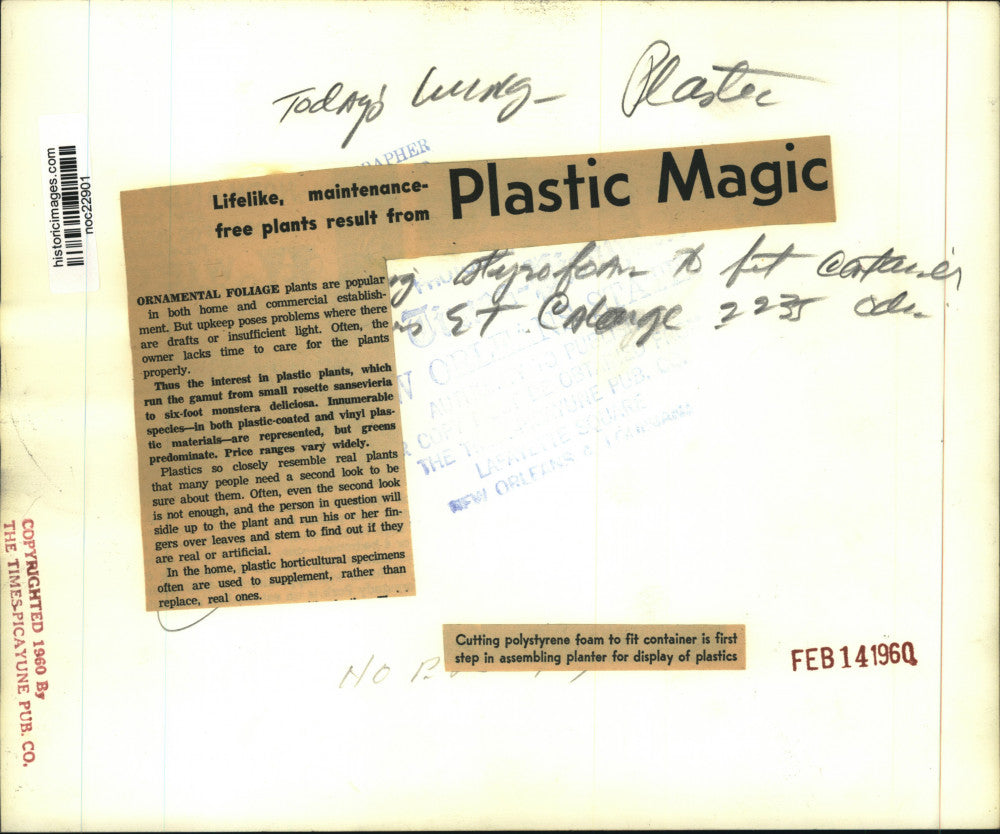 Today's Living - Plastic
APHER
Lifelike, maintenance-
free plants result from
Plastic Magic
styrofoam to fit container
2235
ORNAMENTAL FOLIAGE plants are popular
in both home and commercial establish-
ment. But upkeep poses problems where there
are drafts or insufficient light. Often, the
owner lacks time to care for the plants
properly.
Thus the interest in plastic plants, which
run the gamut from small rosette sansevieria
to six-foot monstera deliciosa. Innumerable
species—in both plastic-coated and vinyl plas-
tic materials—are represented, but greens
predominate. Price ranges vary widely.
Plastics so closely resemble real plants
that many people need a second look to be
sure about them. Often, even the second look
is not enough, and the person in question will
sidle up to the plant and run his or her fin-
gers over leaves and stem to find out if they
are real or artificial.
In the home, plastic horticultural specimens
often are used to supplement, rather than
replace, real ones.
PUB.
THE
LAFAYETTE SQUARE
NEW ORLEANS
Cutting polystyrene foam to fit container is first
step in assembling planter for display of plastics
NO
FEB 14 1960
historicimages.com
noc22901
COPYRIGHTED 1960 By
THE TIMES-PICAYUNE PUB. CO.